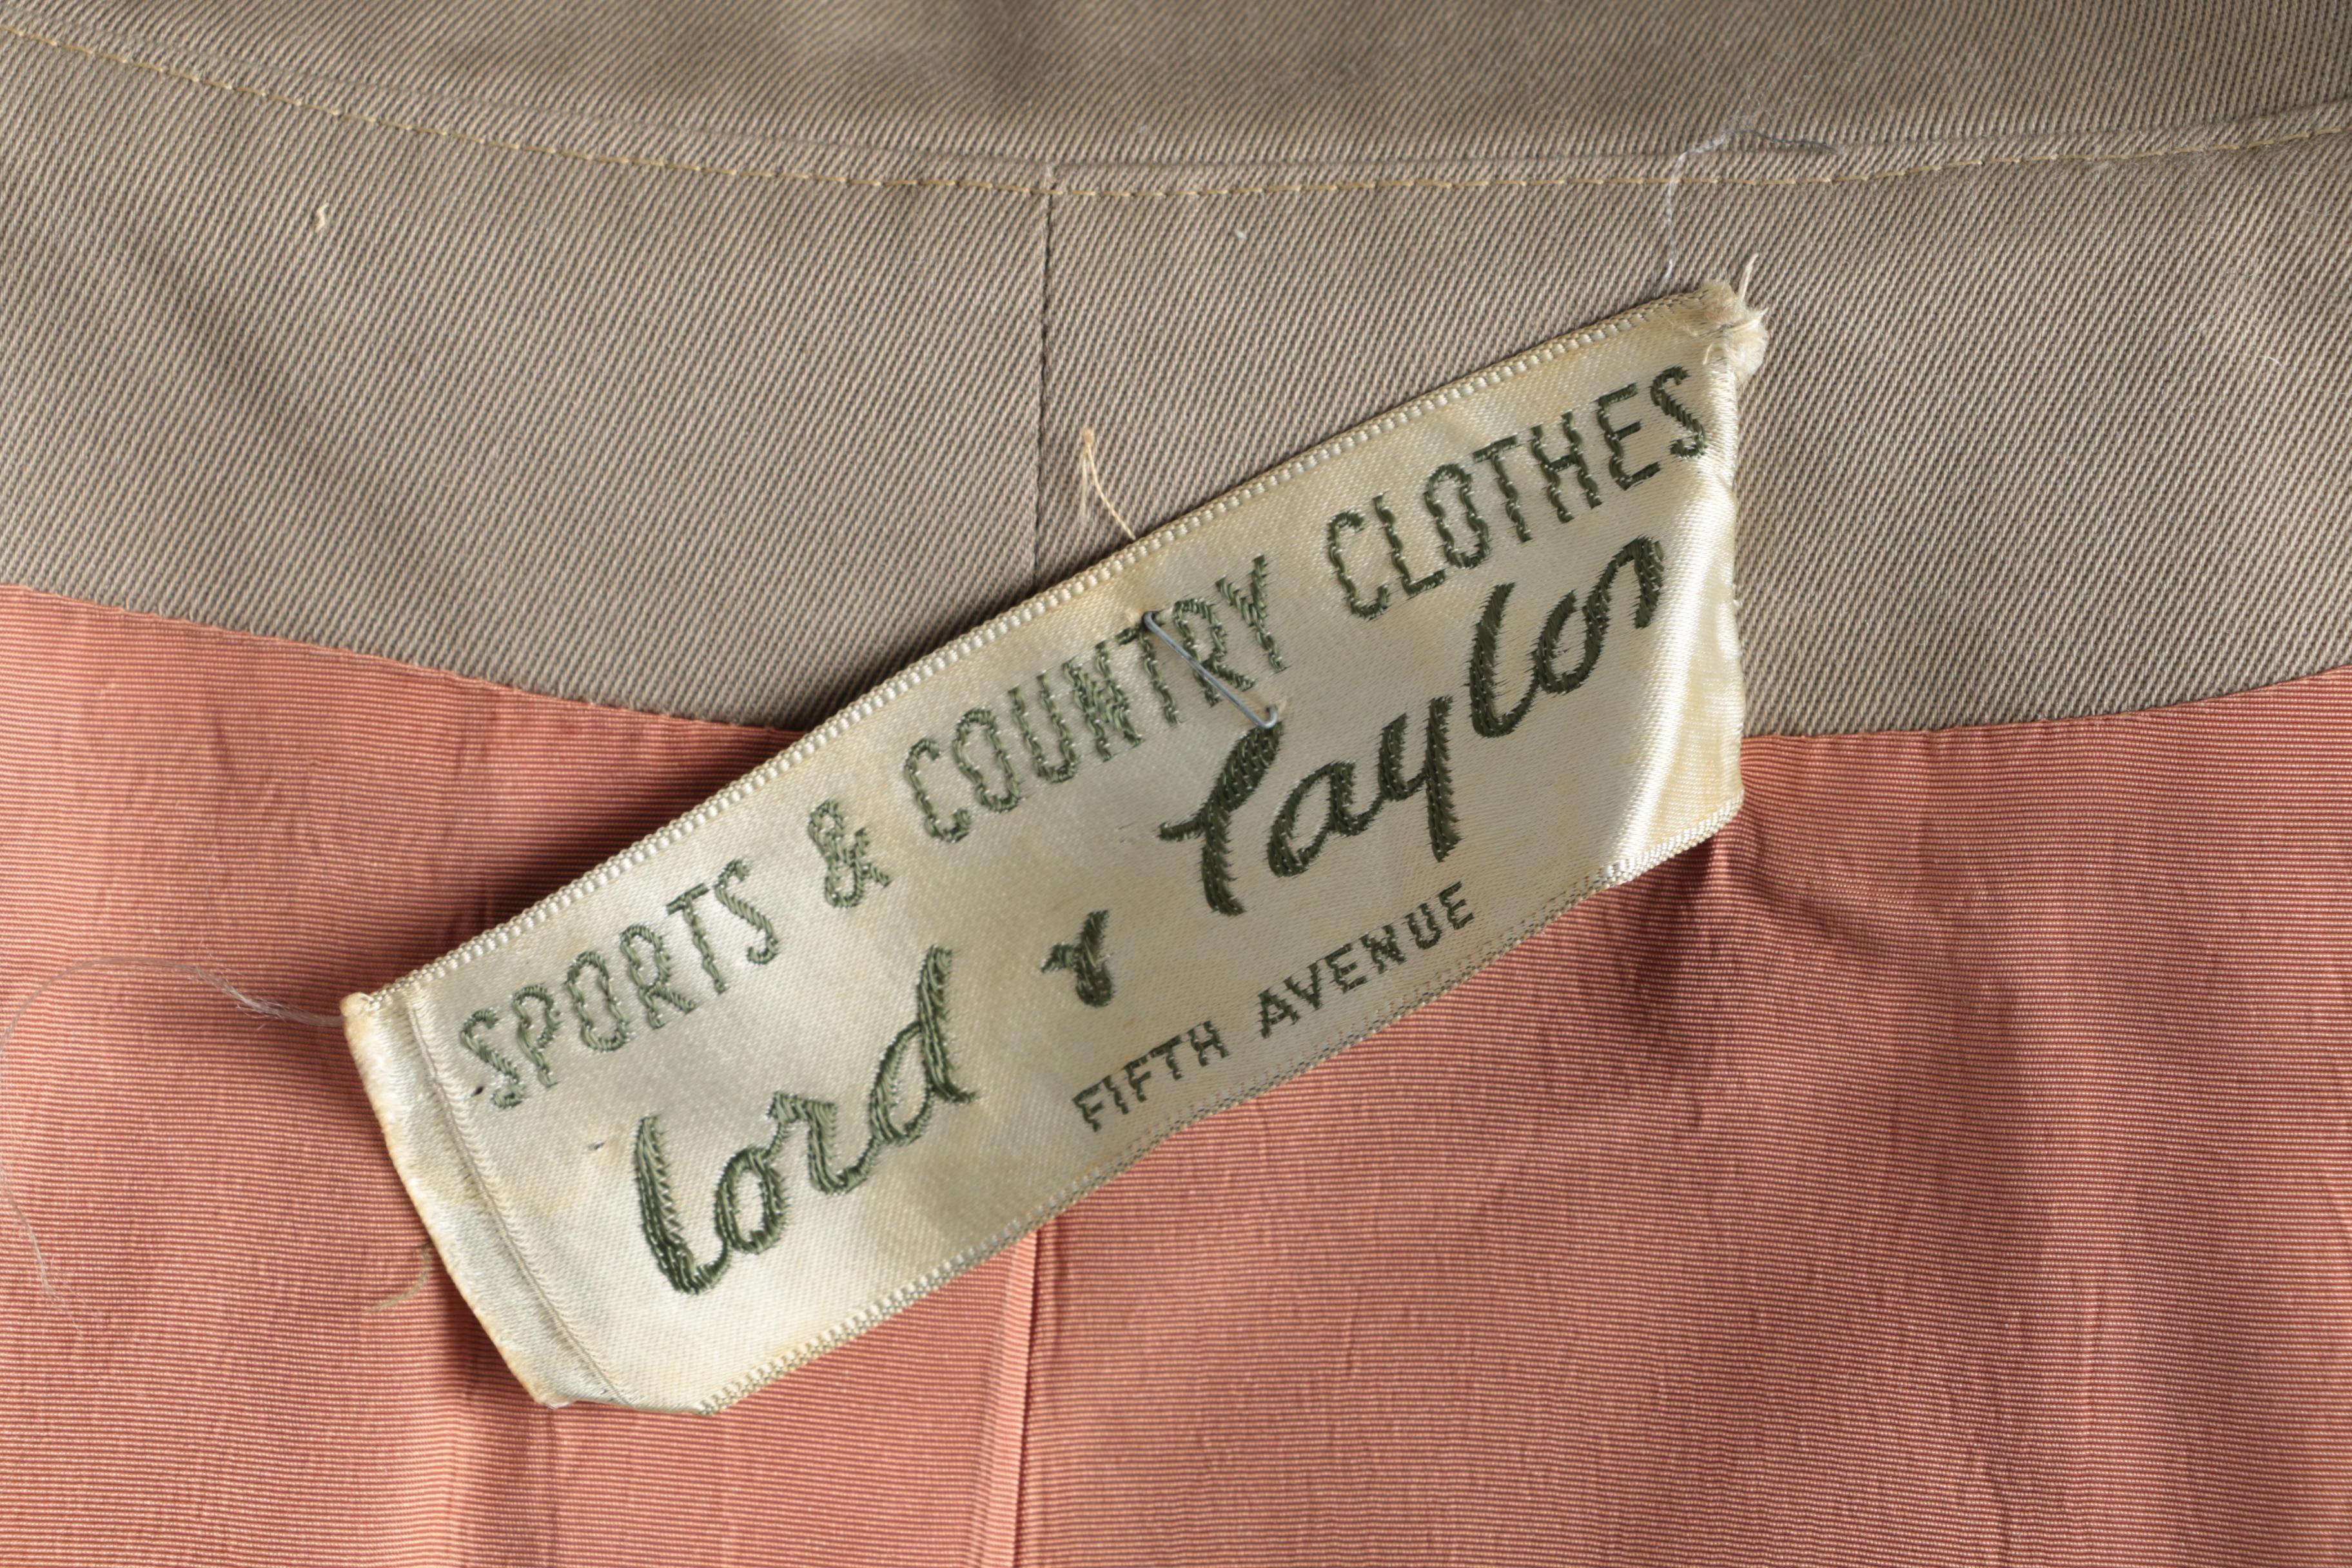 SPORTS & COUNTRY CLOTHES
Lord & Taylor
FIFTH AVENUE